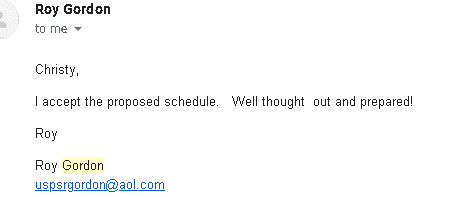 Roy Gordon
to me
Christy,
I accept the proposed schedule. Well thought out and prepared!
Roy
Roy Gordon
uspsrgordon@aol.com